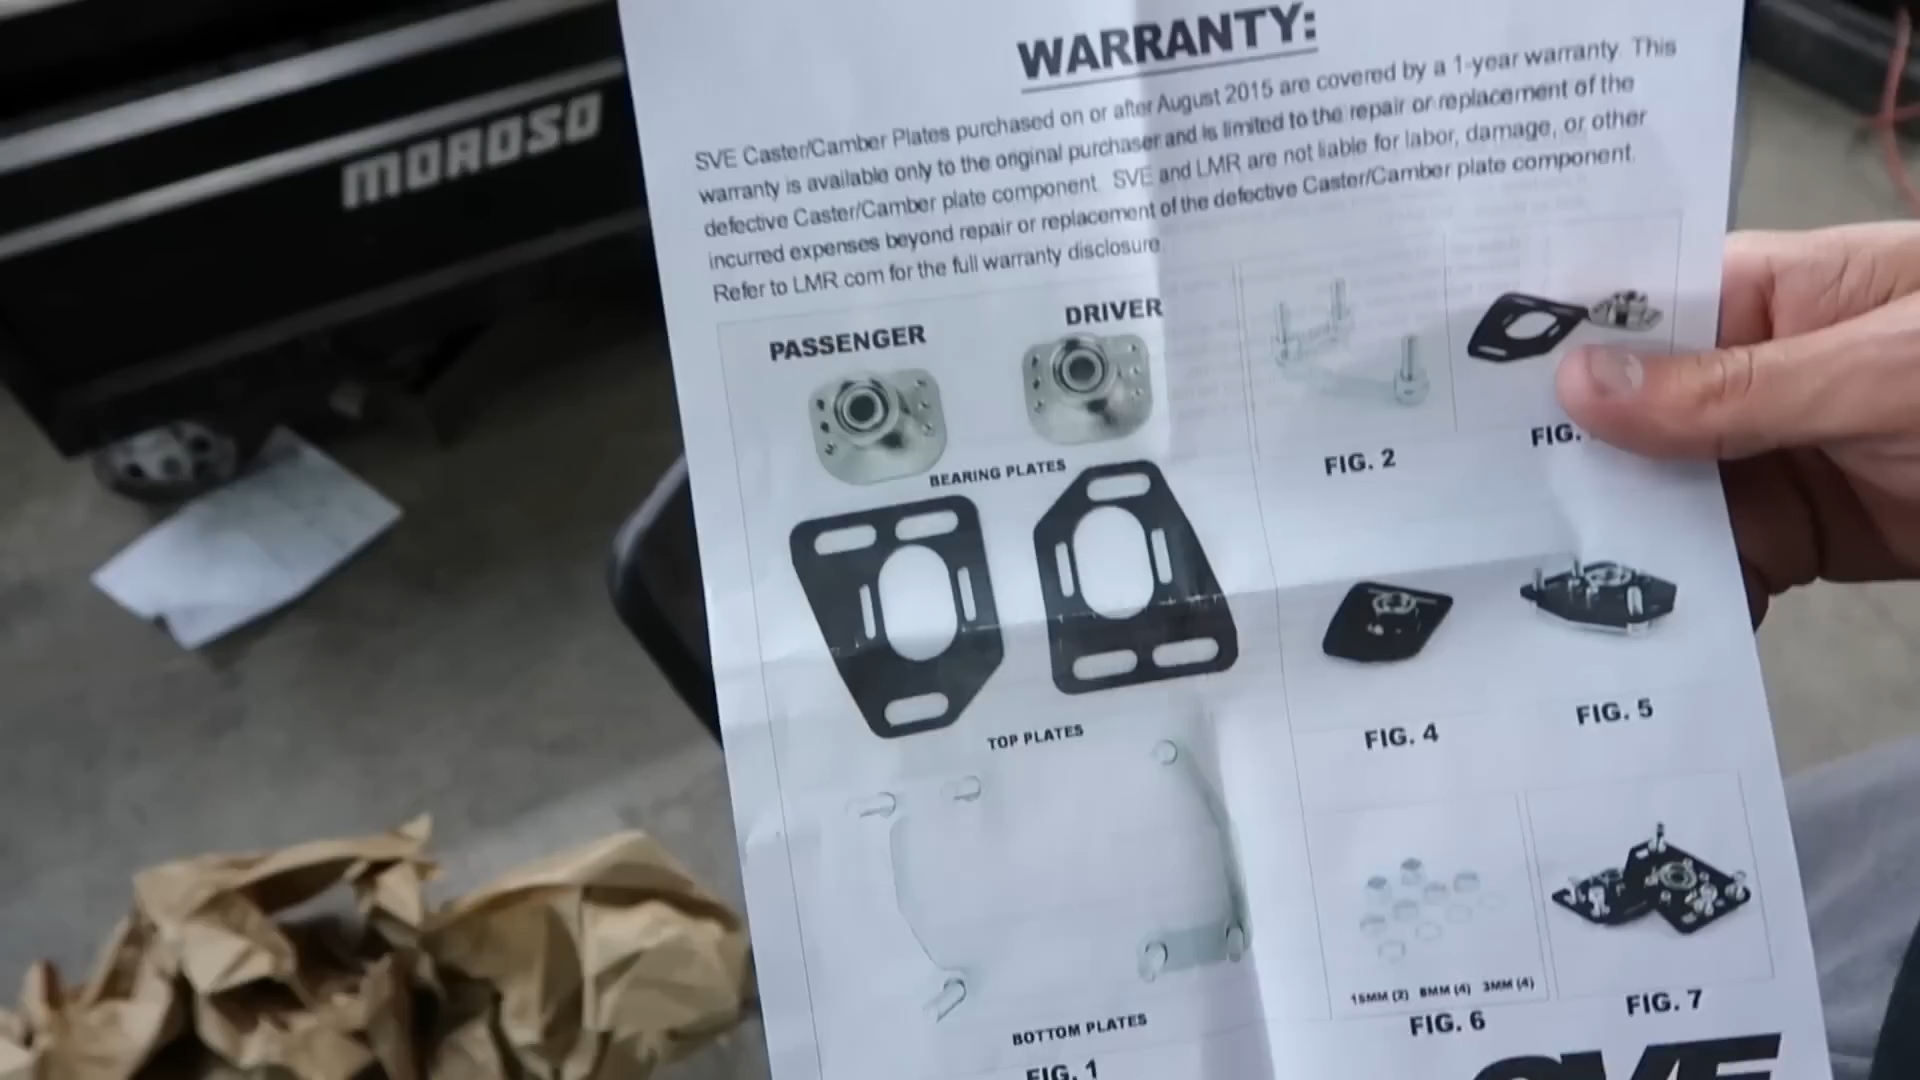 WARRANTY:
SVE Caster/Camber Plates purchased on or after August 2015 are covered by a 1-year warranty. This
warranty is available only to the original purchaser and is limited to the repair or replacement of the
defective Caster/Camber plate component. SVE and LMR are not liable for labor, damage, or other
incurred expenses beyond repair or replacement of the defective Caster/Camber plate component.
Refer to LMR.com for the full warranty disclosure
MOROSO
PASSENGER
DRIVER
BEARING PLATES
TOP PLATES
BOTTOM PLATES
FIG. 1
FIG. 2
FIG.
FIG. 4
FIG. 5
15MM (2) 8MM (4) 3MM (4)
FIG. 6
FIG. 7
SVE